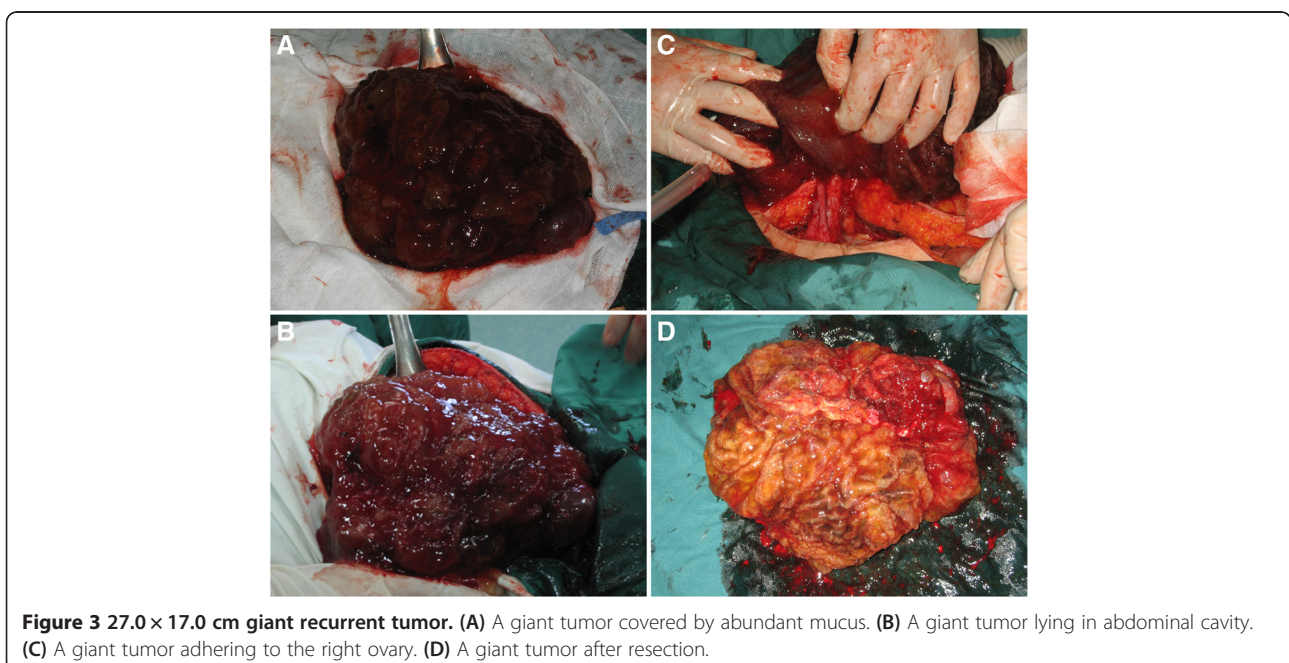 A
C
B
D
Figure 3 27.0 × 17.0 cm giant recurrent tumor. (A) A giant tumor covered by abundant mucus. (B) A giant tumor lying in abdominal cavity.
(C) A giant tumor adhering to the right ovary. (D) A giant tumor after resection.